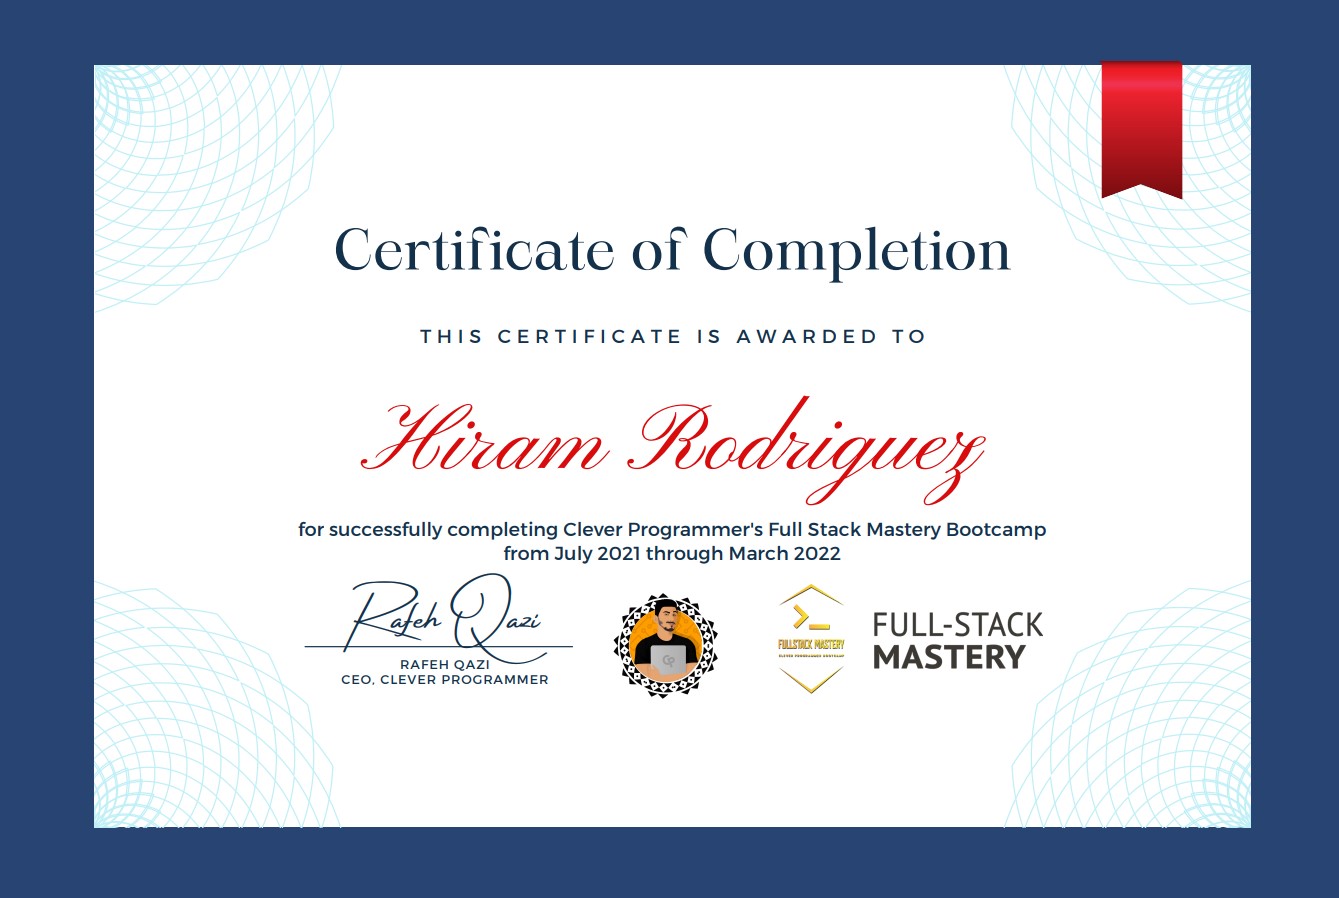 Certificate of Completion
THIS CERTIFICATE IS AWARDED TO
Hiram Rodriguez
for successfully completing Clever Programmer's Full Stack Mastery Bootcamp
from July 2021 through March 2022
Rafeh Qazi
RAFEH QAZI
CEO, CLEVER PROGRAMMER
CP
FULLSTACK MASTERY
CLEVER PROGRAMMER BOOTCAMP
FULL-STACK
MASTERY